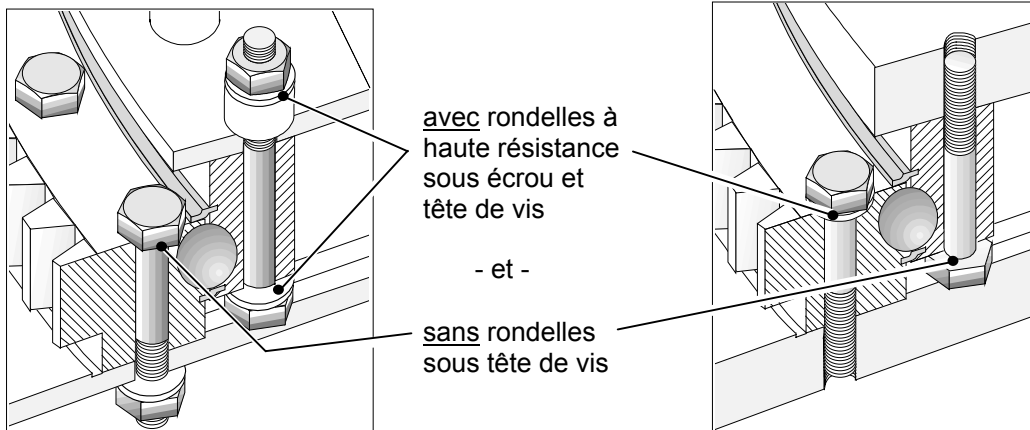 avec rondelles à
haute résistance
sous écrou et
tête de vis
- et -
sans rondelles
sous tête de vis